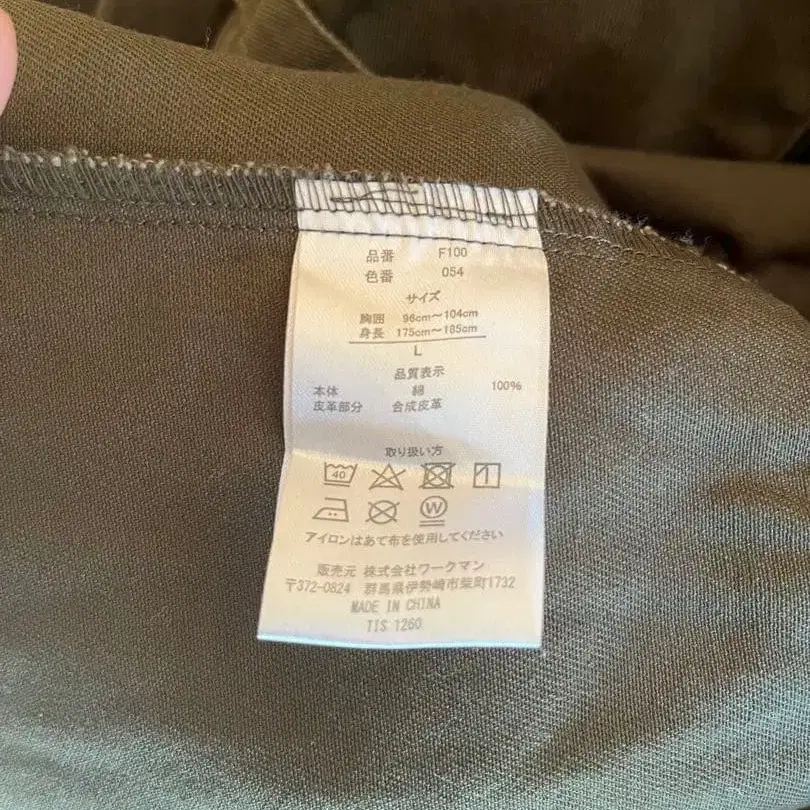 品番 F100
色番 054
サイズ
胸囲 96cm～104cm
身長 175cm～185cm
L
品質表示
本体 綿 100%
皮革部分 合成皮革
取り扱い方
40
W
アイロンはあて布を使用してください
販売元 株式会社ワークマン
〒372-0824 群馬県伊勢崎市柴町1732
MADE IN CHINA
TIS 1260